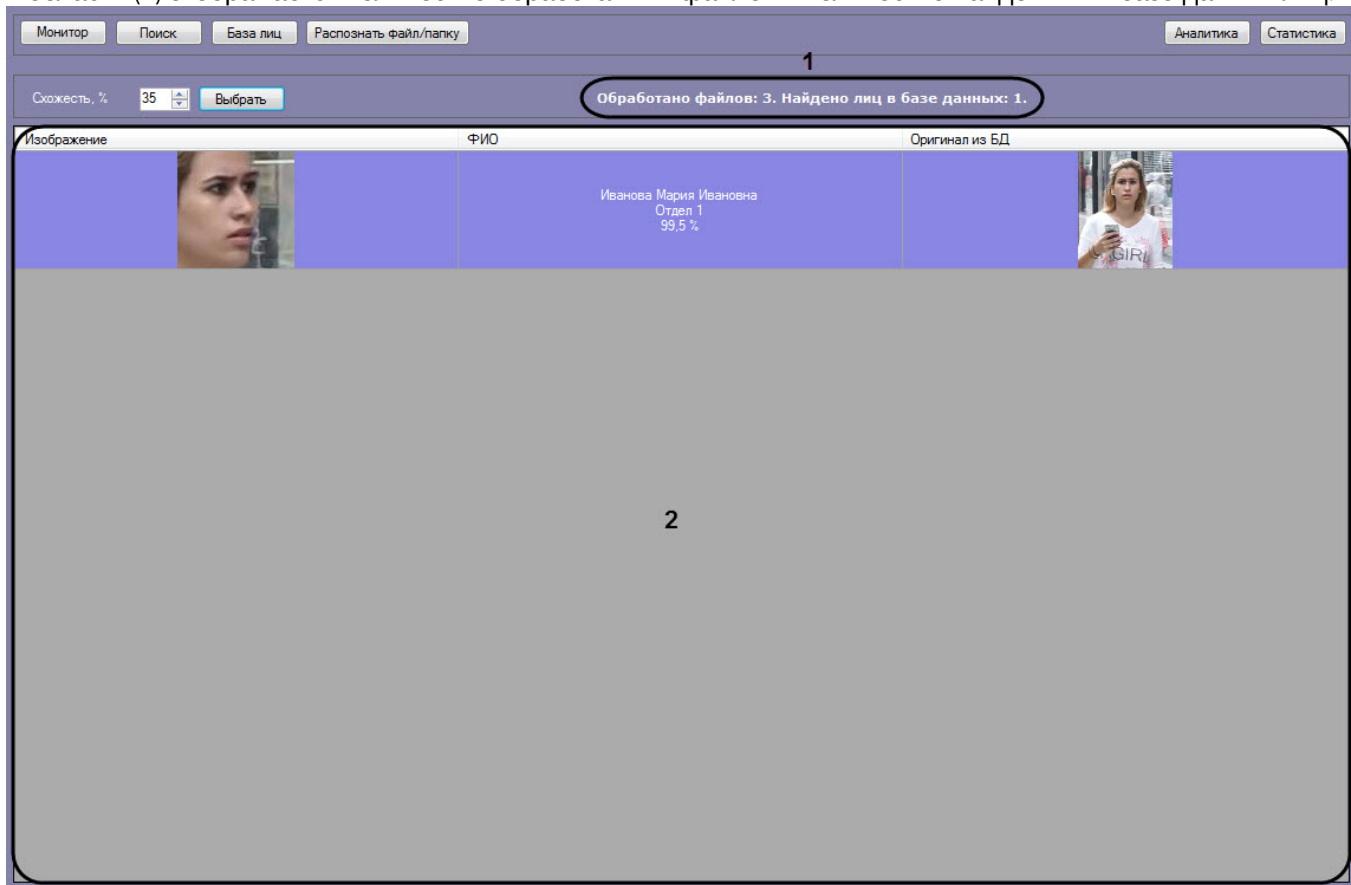 Монитор Поиск База лиц Распознать файл/папку Аналитика Статистика
1
Схожесть, % 35 Выбрать Обработано файлов: 3. Найдено лиц в базе данных: 1.
Изображение ФИО Оригинал из БД
Иванова Мария Ивановна
Отдел 1
99,5 %
GIRL
2